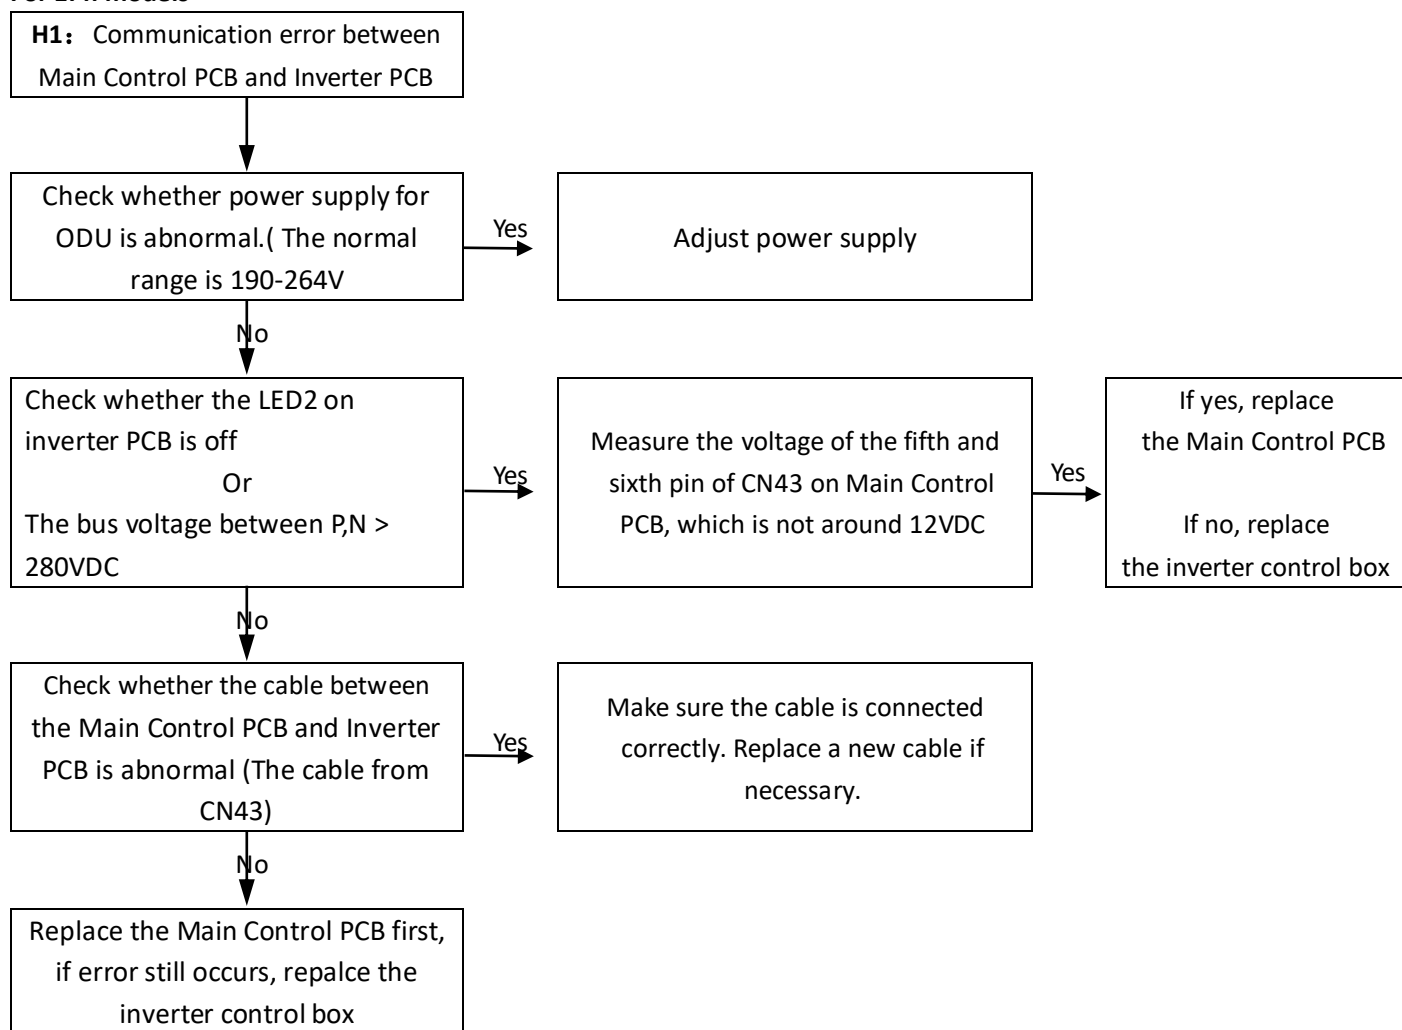 H1： Communication error between
Main Control PCB and Inverter PCB
Check whether power supply for
ODU is abnormal.( The normal
range is 190-264V
Yes
Adjust power supply
No
Check whether the LED2 on
inverter PCB is off
Or
The bus voltage between P,N >
280VDC
Yes
Measure the voltage of the fifth and
sixth pin of CN43 on Main Control
PCB, which is not around 12VDC
Yes
If yes, replace
the Main Control PCB
If no, replace
the inverter control box
No
Check whether the cable between
the Main Control PCB and Inverter
PCB is abnormal (The cable from
CN43)
Yes
Make sure the cable is connected
correctly. Replace a new cable if
necessary.
No
Replace the Main Control PCB first,
if error still occurs, repalce the
inverter control box